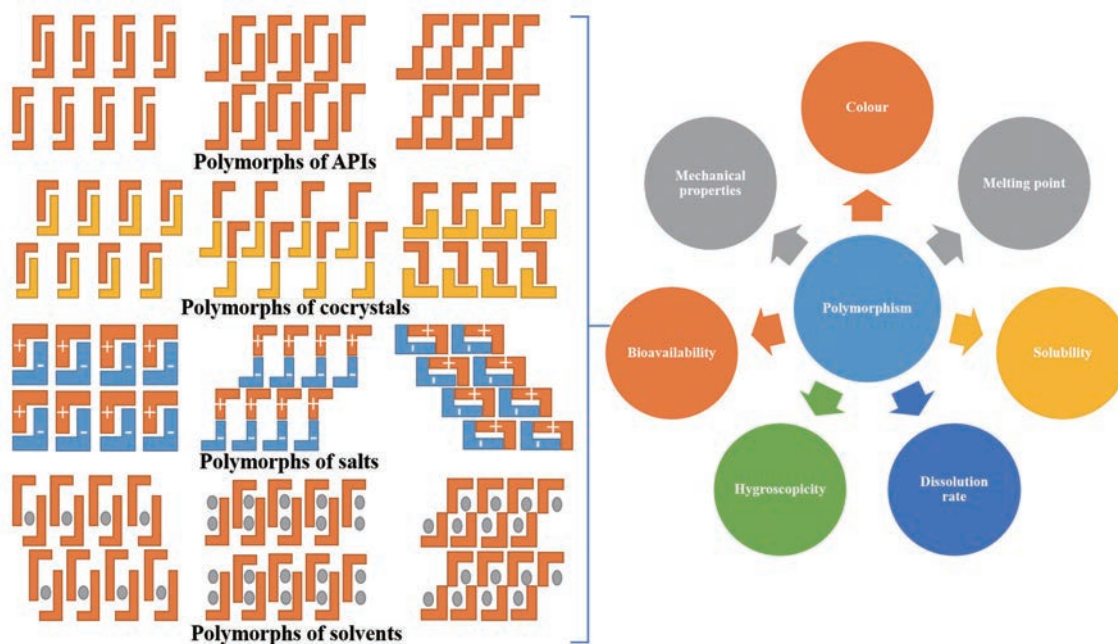 Polymorphs of APIs
Polymorphs of cocrystals
+ - + - + - + -
+ - + - + - + -
+ + + +
- - - -
+ + + +
- - - -
+ +
- -
+ +
- -
+ +
- -
+ +
- -
Polymorphs of salts
Polymorphs of solvents
Colour
Mechanical
properties
Melting point
Polymorphism
Bioavailability
Solubility
Hygroscopicity
Dissolution
rate